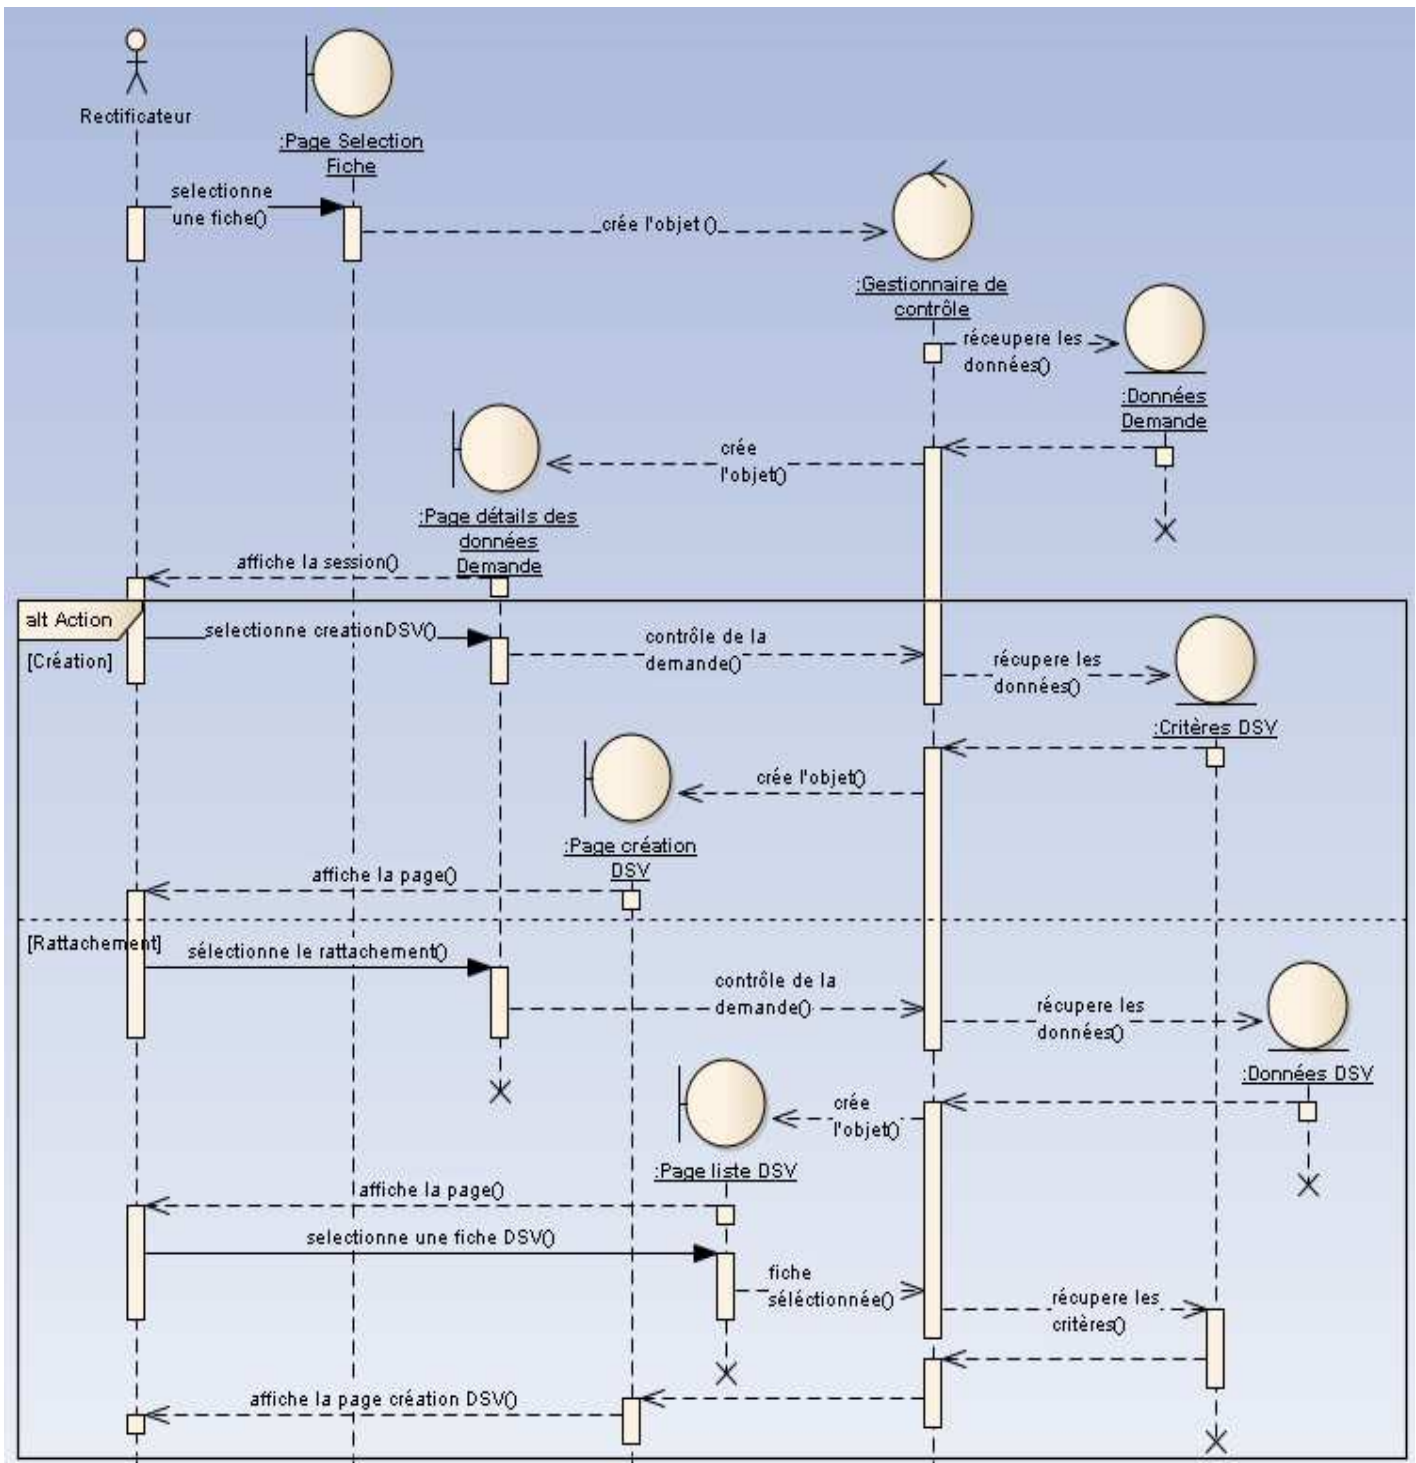 Rectificateur
:Page Selection
Fiche
selectionne
une fiche()
crée l'objet ()
:Gestionnaire de
contrôle
réceupere les
données()
:Données
Demande
crée
l'objet()
:Page détails des
données
Demande
affiche la session()
alt Action
[Création]
selectionne creationDSV()
contrôle de la
demande()
récupere les
données()
:Critères DSV
crée l'objet()
:Page création
DSV
affiche la page()
[Rattachement]
sélectionne le rattachement()
contrôle de la
demande()
récupere les
données()
:Données DSV
crée
l'objet()
:Page liste DSV
affiche la page()
selectionne une fiche DSV()
fiche
séléctionnée()
récupere les
critères()
affiche la page création DSV()